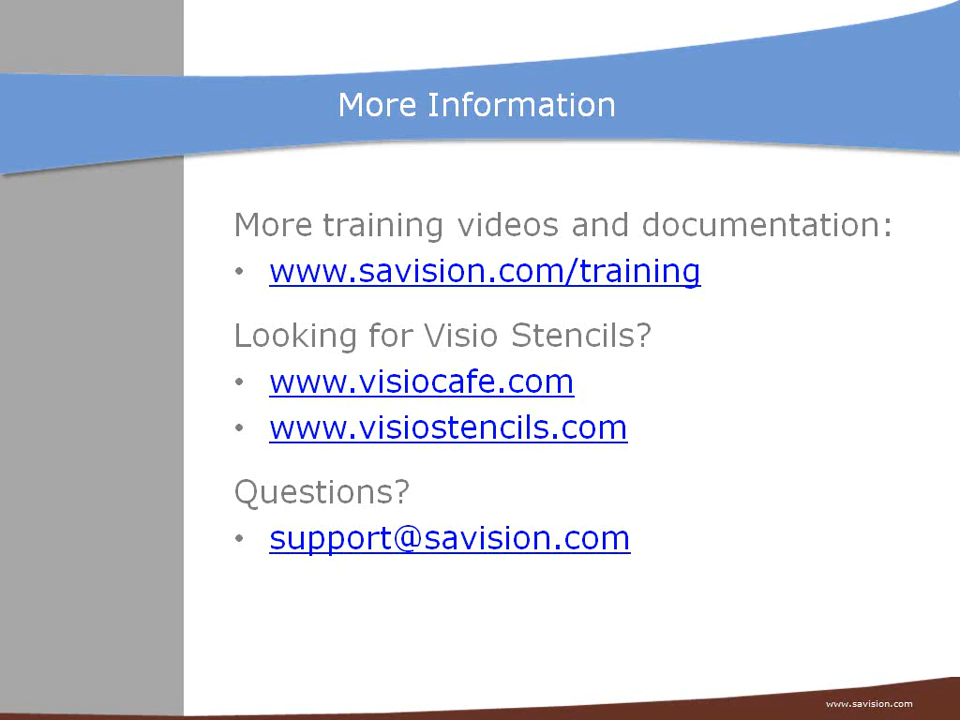 More Information
More training videos and documentation:
• www.savision.com/training
Looking for Visio Stencils?
• www.visiocafe.com
• www.visiostencils.com
Questions?
• support@savision.com
www.savision.com